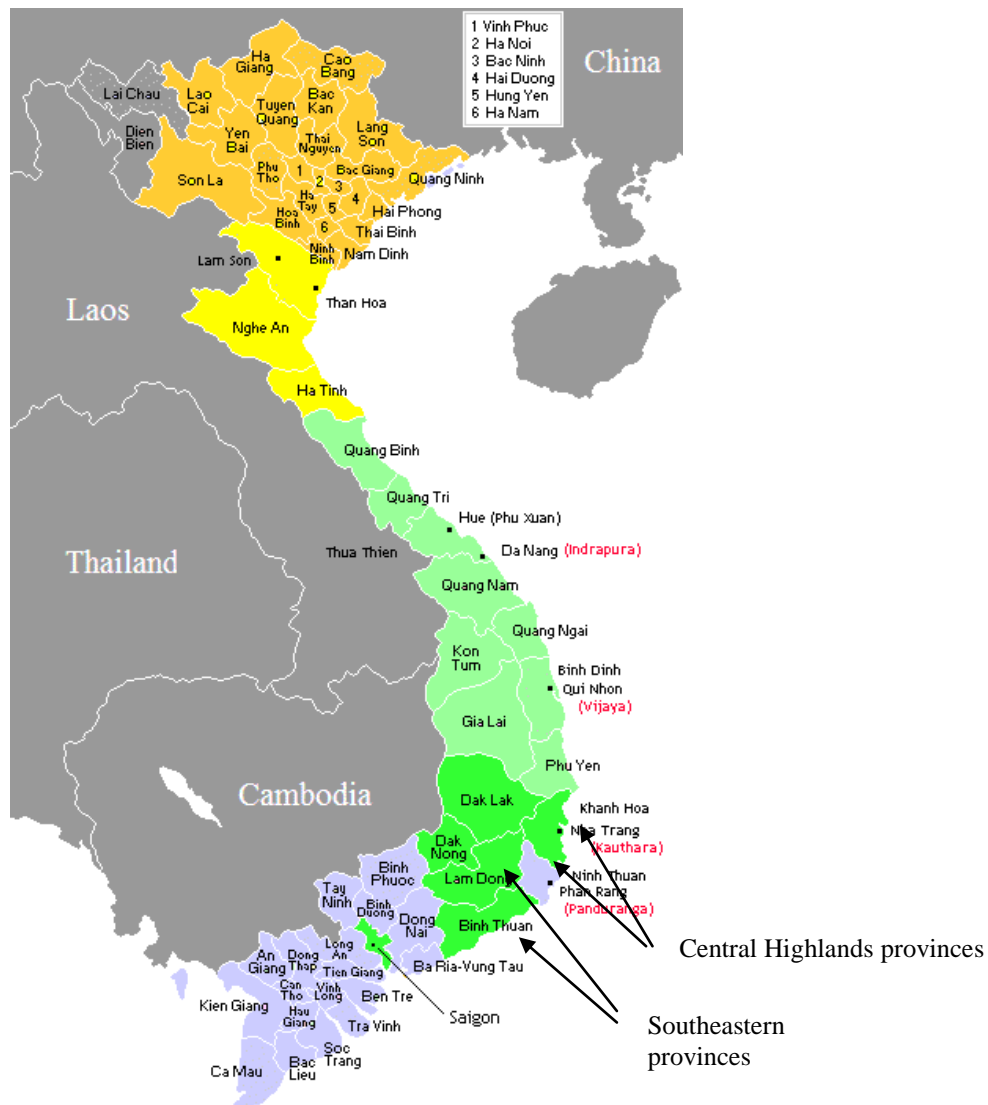 1 Vinh Phuc
2 Ha Noi
3 Bac Ninh
4 Hai Duong
5 Hung Yen
6 Ha Nam
China
Ha
Giang
Cao
Bang
Lai Chau
Lao
Cai
Tuyen
Quang
Bac
Kan
Dien
Bien
Yen
Bai
Thai
Nguyen
Lang
Son
Son La
Phu
Tho
1
2
3
Bac Giang
Quang Ninh
Ha
Tay
5
4
Hoa
Binh
6
Hai Phong
Thai Binh
Ninh
Binh
Nam Dinh
Lam Son
Than Hoa
Laos
Nghe An
Ha Tinh
Quang Binh
Quang Tri
Hue (Phu Xuan)
Thua Thien
Da Nang (Indrapura)
Thailand
Quang Nam
Quang Ngai
Kon
Tum
Binh Dinh
Qui Nhon
(Vijaya)
Gia Lai
Phu Yen
Cambodia
Dak Lak
Khanh Hoa
Nha Trang
(Kauthara)
Dak
Nong
Lam Dong
Ninh Thuan
Phan Rang
(Panduranga)
Binh
Phuoc
Tay
Ninh
Binh
Duong
Dong
Nai
Binh Thuan
Central Highlands provinces
An
Giang
Dong
Thap
Long
An
Tien Giang
Ba Ria-Vung Tau
Can
Tho
Vinh
Long
Ben Tre
Kien Giang
Hau
Giang
Tra Vinh
Saigon
Southeastern
provinces
Soc
Trang
Bac
Lieu
Ca Mau